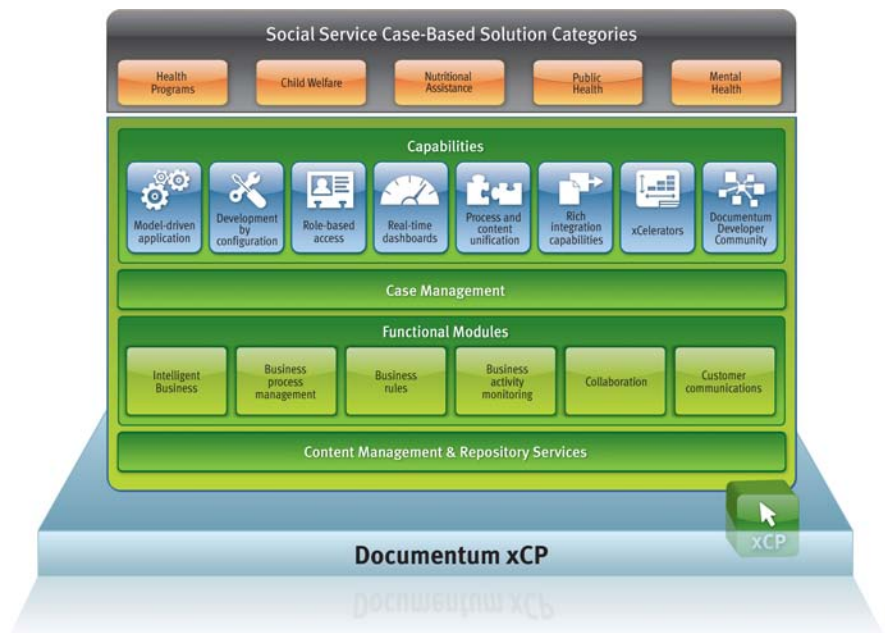 Social Service Case-Based Solution Categories
Health
Programs
Child Welfare
Nutritional
Assistance
Public
Health
Mental
Health
Capabilities
Model-driven
application
Development
by
configuration
Role-based
access
Real-time
dashboards
Process and
content
unification
Rich
integration
capabilities
xCelerators
Documentum
Developer
Community
Case Management
Functional Modules
Intelligent
Business
Business
process
management
Business
rules
Business
activity
monitoring
Collaboration
Customer
communications
Content Management & Repository Services
xCP
Documentum xCP